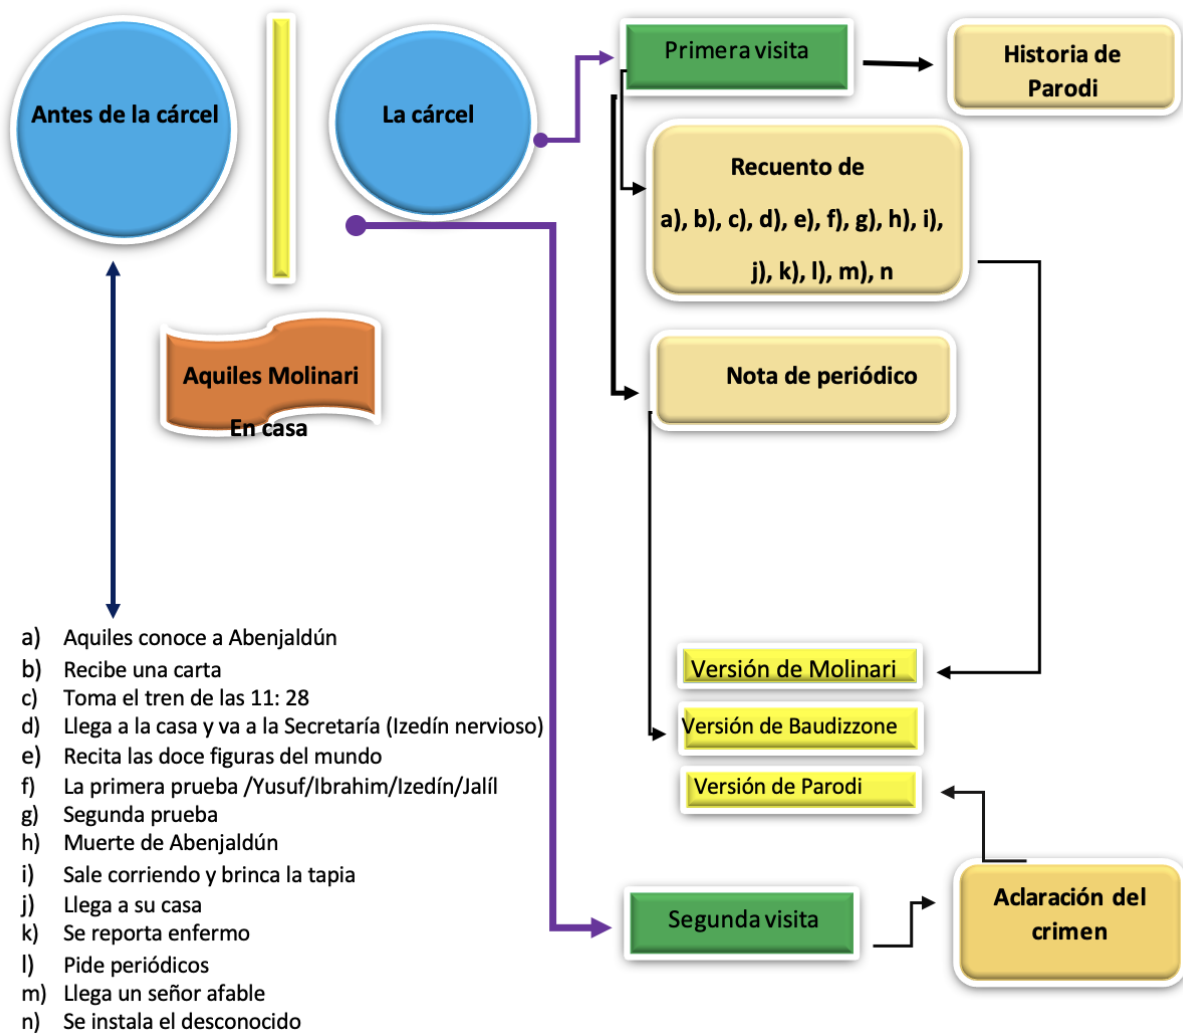 Antes de la cárcel
La cárcel
Primera visita
Historia de
Parodi
Recuento de
a), b), c), d), e), f), g), h), i),
j), k), l), m), n
Aquiles Molinari
En casa
Nota de periódico
a) Aquiles conoce a Abenjaldún
b) Recibe una carta
c) Toma el tren de las 11: 28
d) Llega a la casa y va a la Secretaría (Izedín nervioso)
e) Recita las doce figuras del mundo
f) La primera prueba /Yusuf/Ibrahim/Izedín/Jalíl
g) Segunda prueba
h) Muerte de Abenjaldún
i) Sale corriendo y brinca la tapia
j) Llega a su casa
k) Se reporta enfermo
l) Pide periódicos
m) Llega un señor afable
n) Se instala el desconocido
Versión de Molinari
Versión de Baudizzone
Versión de Parodi
Segunda visita
Aclaración del
crimen